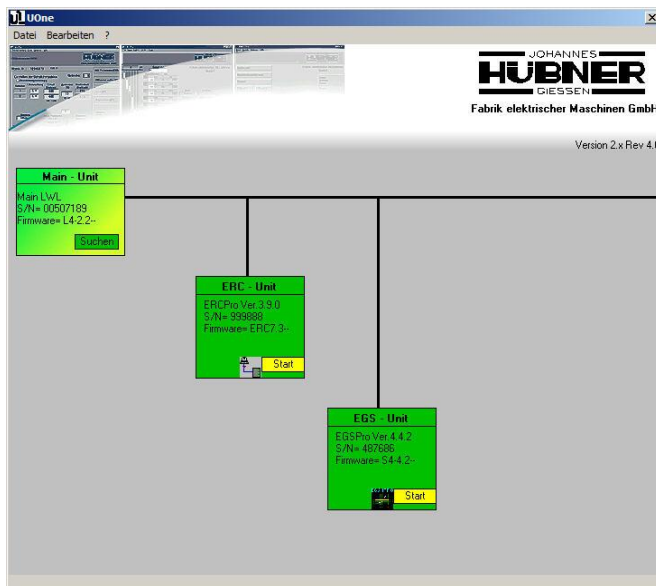 UOne
Datei Bearbeiten ?
JOHANNES
HÜBNER
GIESSEN
Fabrik elektrischer Maschinen GmbH
Version 2.x Rev 4.
Main - Unit
Main LWL
S/N= 00507189
Firmware= L4-2.2--
Suchen
ERC - Unit
ERCPro Ver.3.9.0
S/N= 999888
Firmware= ERC7.3--
Start
EGS - Unit
EGSPro Ver.4.4.2
S/N= 487686
Firmware= S4-4.2--
Start